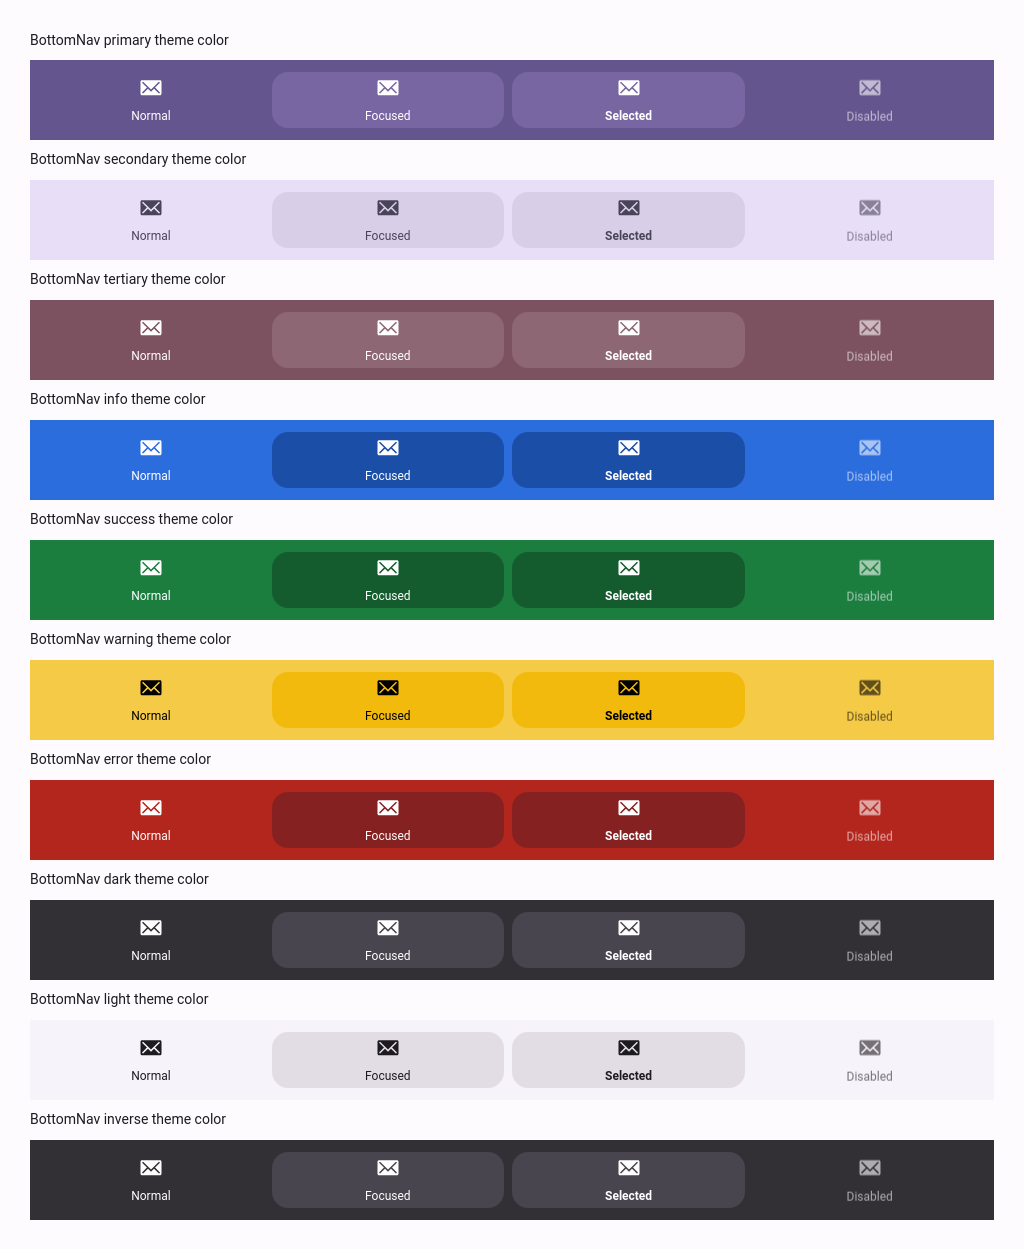 BottomNav primary theme color
Normal Focused Selected Disabled
BottomNav secondary theme color
Normal Focused Selected Disabled
BottomNav tertiary theme color
Normal Focused Selected Disabled
BottomNav info theme color
Normal Focused Selected Disabled
BottomNav success theme color
Normal Focused Selected Disabled
BottomNav warning theme color
Normal Focused Selected Disabled
BottomNav error theme color
Normal Focused Selected Disabled
BottomNav dark theme color
Normal Focused Selected Disabled
BottomNav light theme color
Normal Focused Selected Disabled
BottomNav inverse theme color
Normal Focused Selected Disabled